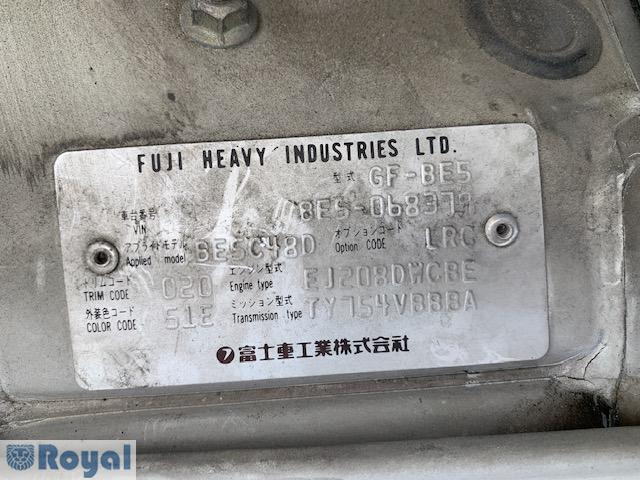 FUJI HEAVY INDUSTRIES LTD.
型式 GF-BE5
車台番号 VIN BE5-068379
アプライドモデル Applied model BE5C48D オプションコード Option CODE LRC
トリムコード TRIM CODE 020 エンジン型式 Engine type EJ208DWCBE
外装色コード COLOR CODE 51E ミッション型式 Transmission type TY754VBBBA
富士重工業株式会社
Royal